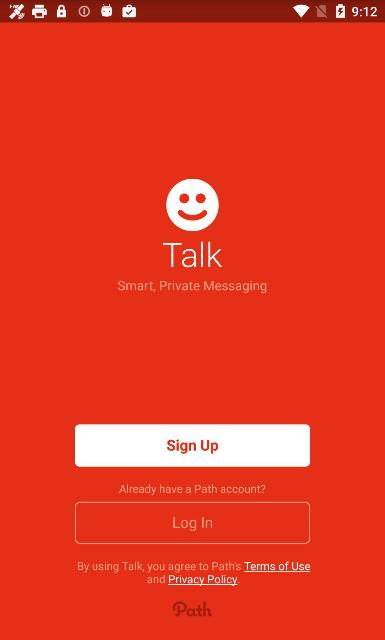 9:12
Talk
Smart, Private Messaging
Sign Up
Already have a Path account?
Log In
By using Talk, you agree to Path's Terms of Use
and Privacy Policy.
Path